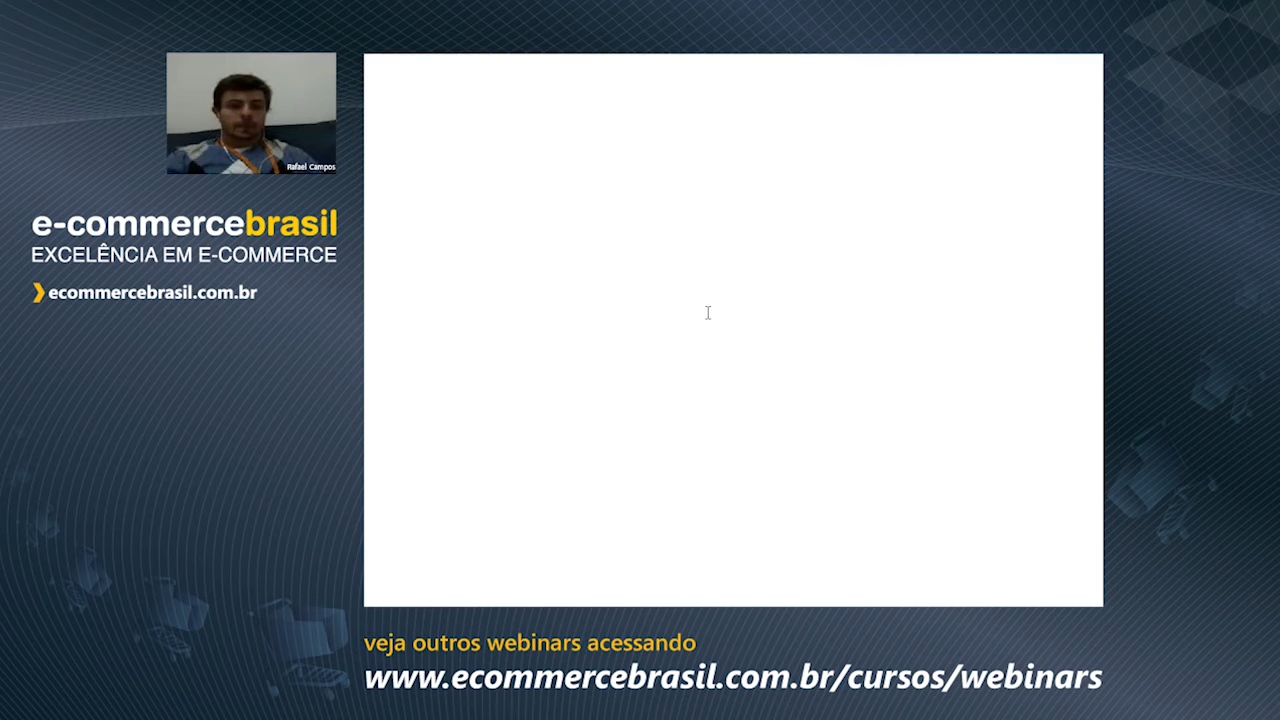 Rafael Campos
e-commercebrasil
EXCELÊNCIA EM E-COMMERCE
ecommercebrasil.com.br
veja outros webinars acessando
www.ecommercebrasil.com.br/cursos/webinars